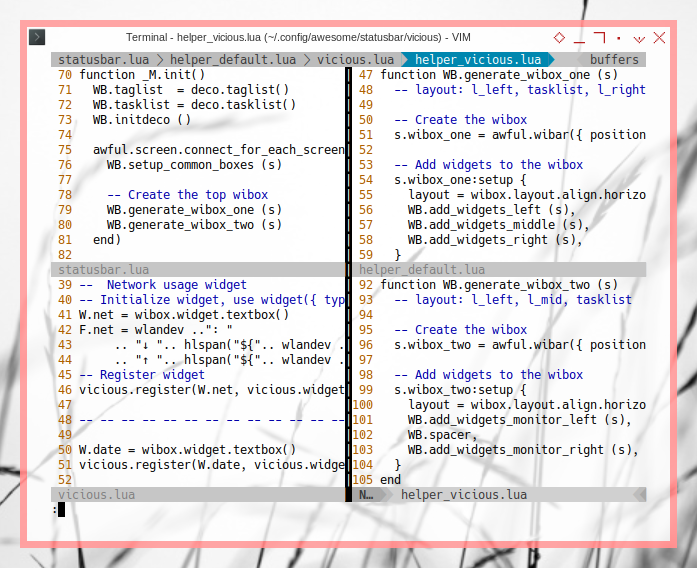 Terminal - helper_vicious.lua (~/.config/awesome/statusbar/vicious) - VIM
statusbar.lua > helper_default.lua > vicious.lua helper_vicious.lua buffers
70 function _M.init()
71   WB.taglist  = deco.taglist()
72   WB.tasklist = deco.tasklist()
73   WB.initdeco ()
74
75   awful.screen.connect_for_each_screen
76     WB.setup_common_boxes (s)
77
78     -- Create the top wibox
79     WB.generate_wibox_one (s)
80     WB.generate_wibox_two (s)
81   end)
82
statusbar.lua
39 --  Network usage widget
40 -- Initialize widget, use widget({ typ
41 W.net = wibox.widget.textbox()
42 F.net = wlandev ..": "
43      .. "↓ ".. hlspan("${".. wlandev .
44      .. "↑ ".. hlspan("${".. wlandev .
45 -- Register widget
46 vicious.register(W.net, vicious.widget
47
48 -- -- -- -- -- -- -- -- -- -- -- -- --
49
50 W.date = wibox.widget.textbox()
51 vicious.register(W.date, vicious.widge
52
vicious.lua
47 function WB.generate_wibox_one (s)
48   -- layout: l_left, tasklist, l_right
49
50   -- Create the wibox
51   s.wibox_one = awful.wibar({ position
52
53   -- Add widgets to the wibox
54   s.wibox_one:setup {
55     layout = wibox.layout.align.horizo
56     WB.add_widgets_left (s),
57     WB.add_widgets_middle (s),
58     WB.add_widgets_right (s),
59   }
helper_default.lua
92 function WB.generate_wibox_two (s)
93   -- layout: l_left, l_mid, tasklist
94
95   -- Create the wibox
96   s.wibox_two = awful.wibar({ position
97
98   -- Add widgets to the wibox
99   s.wibox_two:setup {
100     layout = wibox.layout.align.horizo
101     WB.add_widgets_monitor_left (s),
102     WB.spacer,
103     WB.add_widgets_monitor_right (s),
104   }
105 end
N… helper_vicious.lua
: